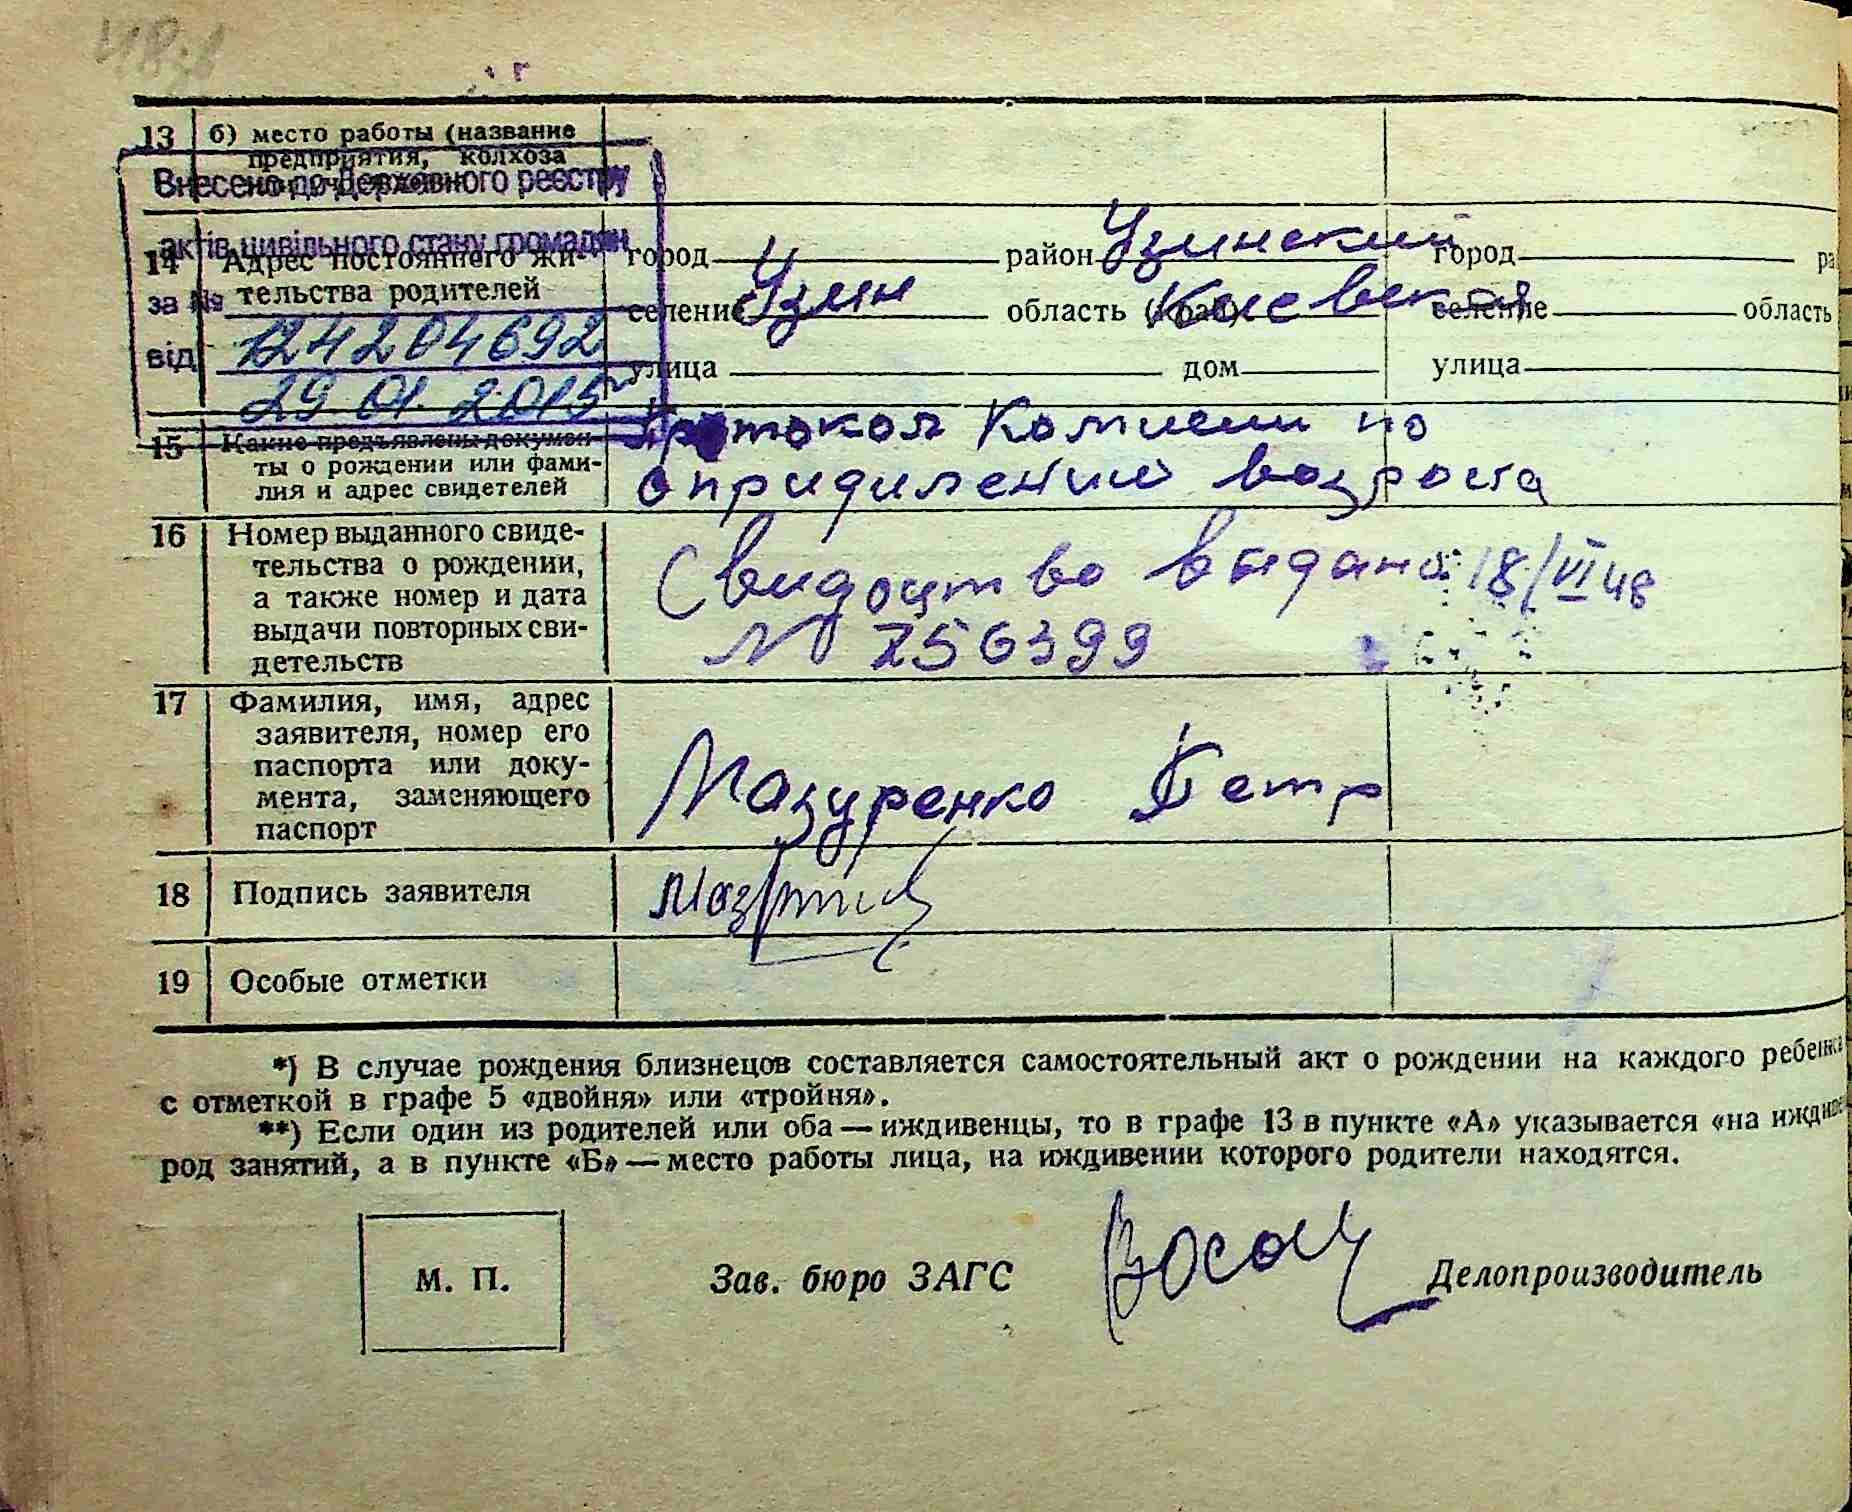 13 б) место работы (название
предприятия, колхоза
Внесено до Державного реєстру
актів цивільного стану громадян
за №
12 4204692
від
29 01. 2015
14 Адрес постоянного жи-
тельства родителей
город район Узинский город
селение Узин область (край) Киевская селение область
улица дом улица
15 Какие предъявлены докумен-
ты о рождении или фами-
лия и адрес свидетелей
Протокол Комисии по
опридилении возроста
16 Номер выданного свиде-
тельства о рождении,
а также номер и дата
выдачи повторных сви-
детельств
Свидоцтво выдано 18/VI 48
N 756399
17 Фамилия, имя, адрес
заявителя, номер его
паспорта или доку-
мента, заменяющего
паспорт
Мазуренко Петр
18 Подпись заявителя
19 Особые отметки
*) В случае рождения близнецов составляется самостоятельный акт о рождении на каждого ребенка
с отметкой в графе 5 «двойня» или «тройня».
**) Если один из родителей или оба — иждивенцы, то в графе 13 в пункте «А» указывается «на иждиве
род занятий, а в пункте «Б» — место работы лица, на иждивении которого родители находятся.
М. П. Зав. бюро ЗАГС Делопроизводитель